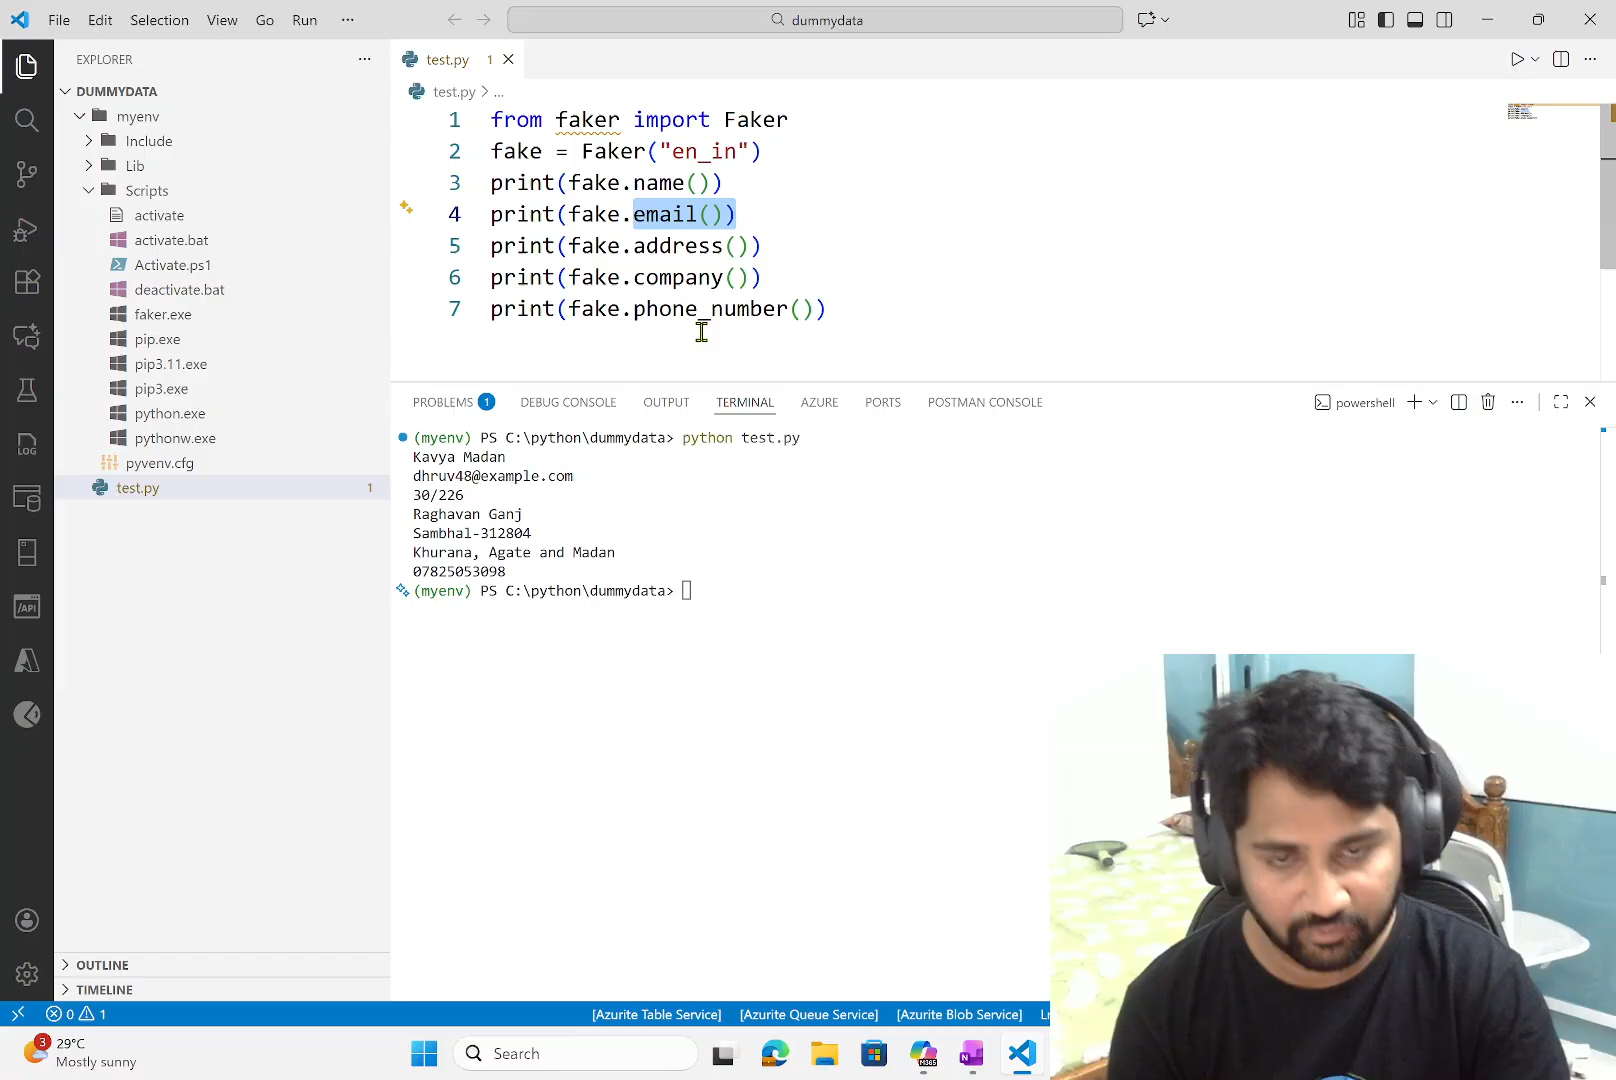 File Edit Selection View Go Run ··· dummydata
EXPLORER ···
DUMMYDATA
myenv
Include
Lib
Scripts
activate
activate.bat
Activate.ps1
deactivate.bat
faker.exe
pip.exe
pip3.11.exe
pip3.exe
python.exe
pythonw.exe
pyvenv.cfg
test.py 1
OUTLINE
TIMELINE
test.py 1
test.py > ...
1 from faker import Faker
2 fake = Faker("en_in")
3 print(fake.name())
4 print(fake.email())
5 print(fake.address())
6 print(fake.company())
7 print(fake.phone_number())
PROBLEMS 1 DEBUG CONSOLE OUTPUT TERMINAL AZURE PORTS POSTMAN CONSOLE powershell
(myenv) PS C:\python\dummydata> python test.py
Kavya Madan
dhruv48@example.com
30/226
Raghavan Ganj
Sambhal-312804
Khurana, Agate and Madan
07825053098
(myenv) PS C:\python\dummydata>
LOG
/API
0 1 [Azurite Table Service] [Azurite Queue Service] [Azurite Blob Service] Ln
3 29°C
Mostly sunny
Search
M365
N